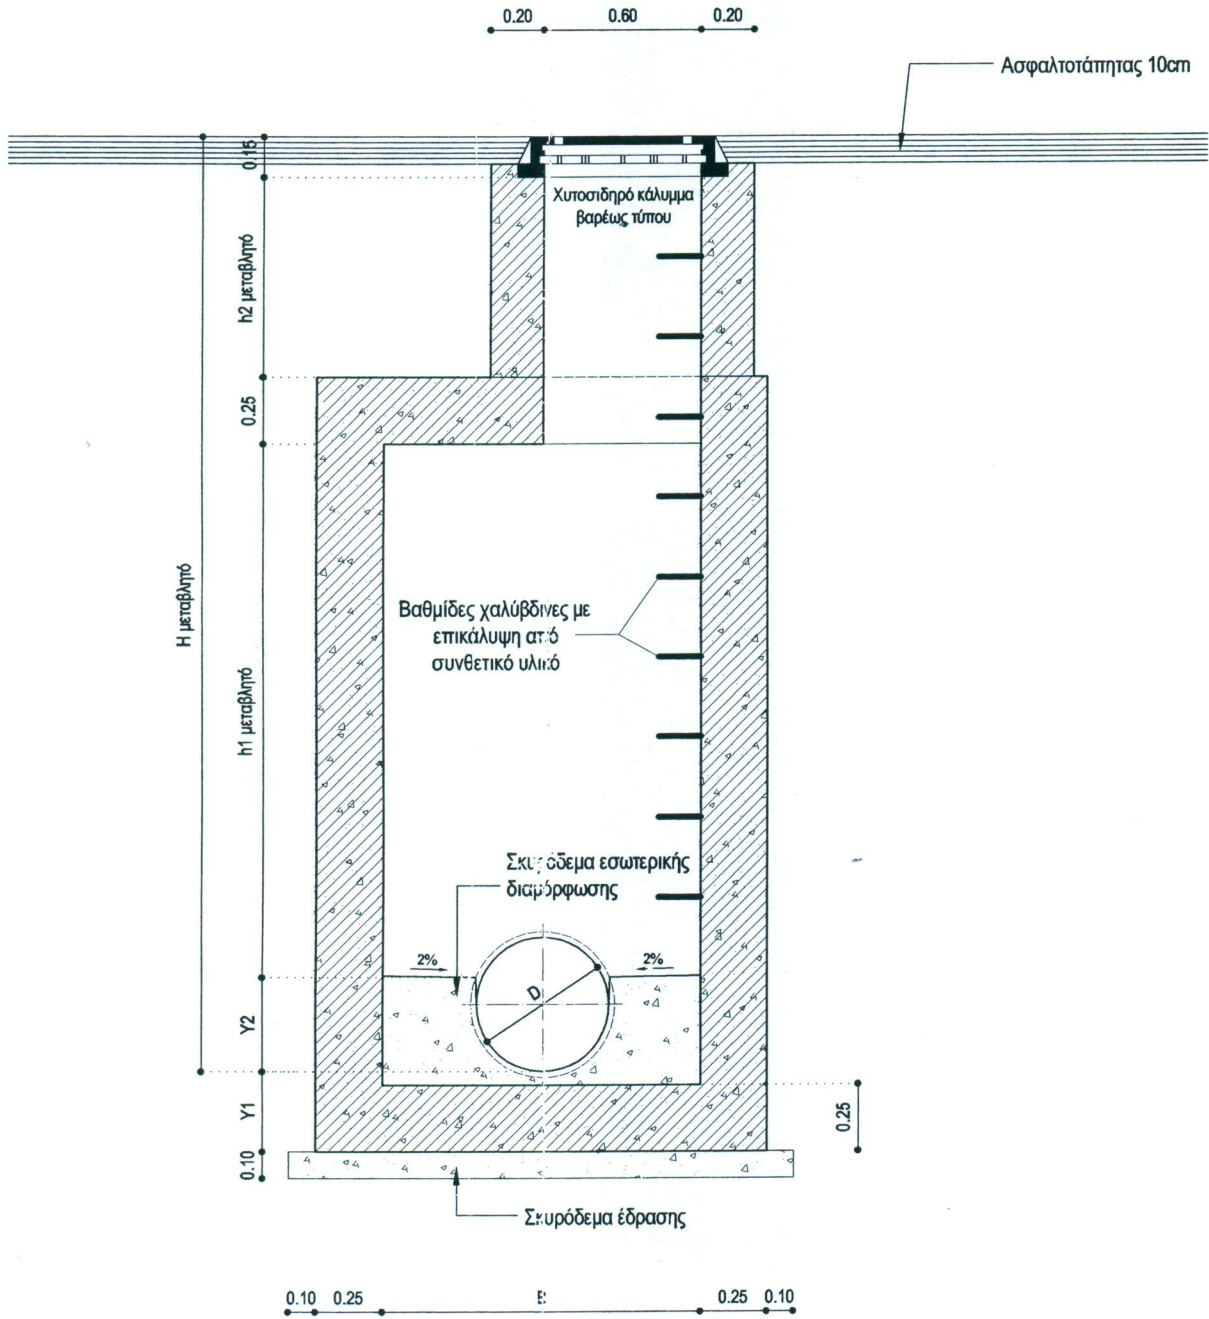 0.20 0.60 0.20
Ασφαλτοτάπητας 10cm
0.15
Χυτοσιδηρό κάλυμμα
βαρέως τύπου
h2 μεταβλητό
0.25
H μεταβλητό
h1 μεταβλητό
Βαθμίδες χαλύβδινες με
επικάλυψη από
συνθετικό υλικό
Σκυρόδεμα εσωτερικής
διαμόρφωσης
2% 2%
D
Y2
Y1
0.25
0.10
Σκυρόδεμα έδρασης
0.10 0.25 0.25 0.10